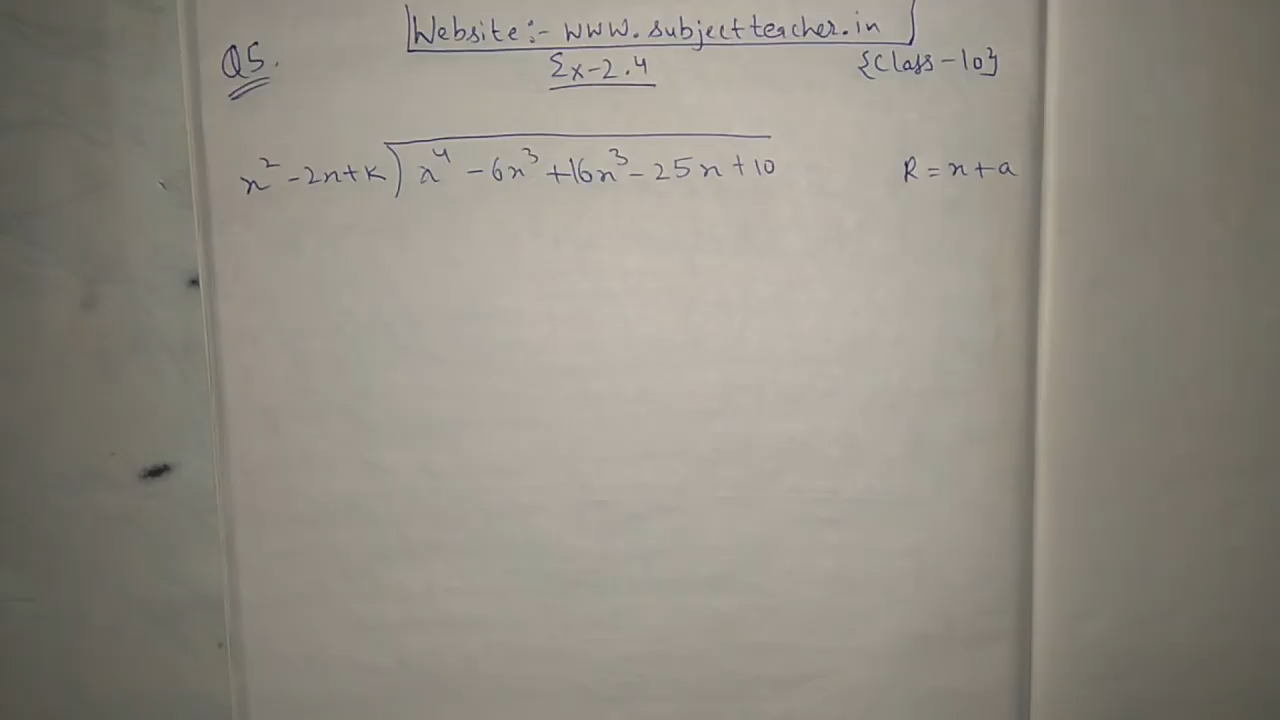 Website:- www.subjectteacher.in
Q5.
Ex-2.4
{Class-10}
x² - 2x + k ) x⁴ - 6x³ + 16x³ - 25x + 10
R = x + a